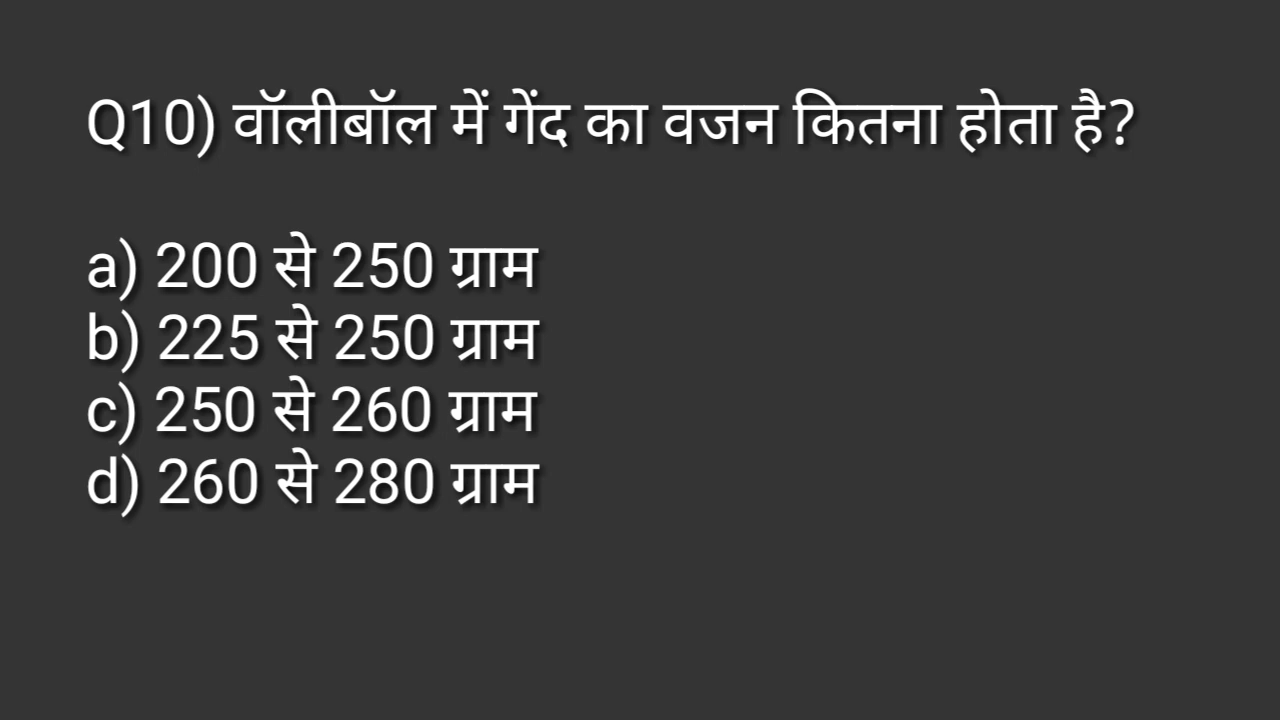 Q10) वॉलीबॉल में गेंद का वजन कितना होता है?
a) 200 से 250 ग्राम
b) 225 से 250 ग्राम
c) 250 से 260 ग्राम
d) 260 से 280 ग्राम